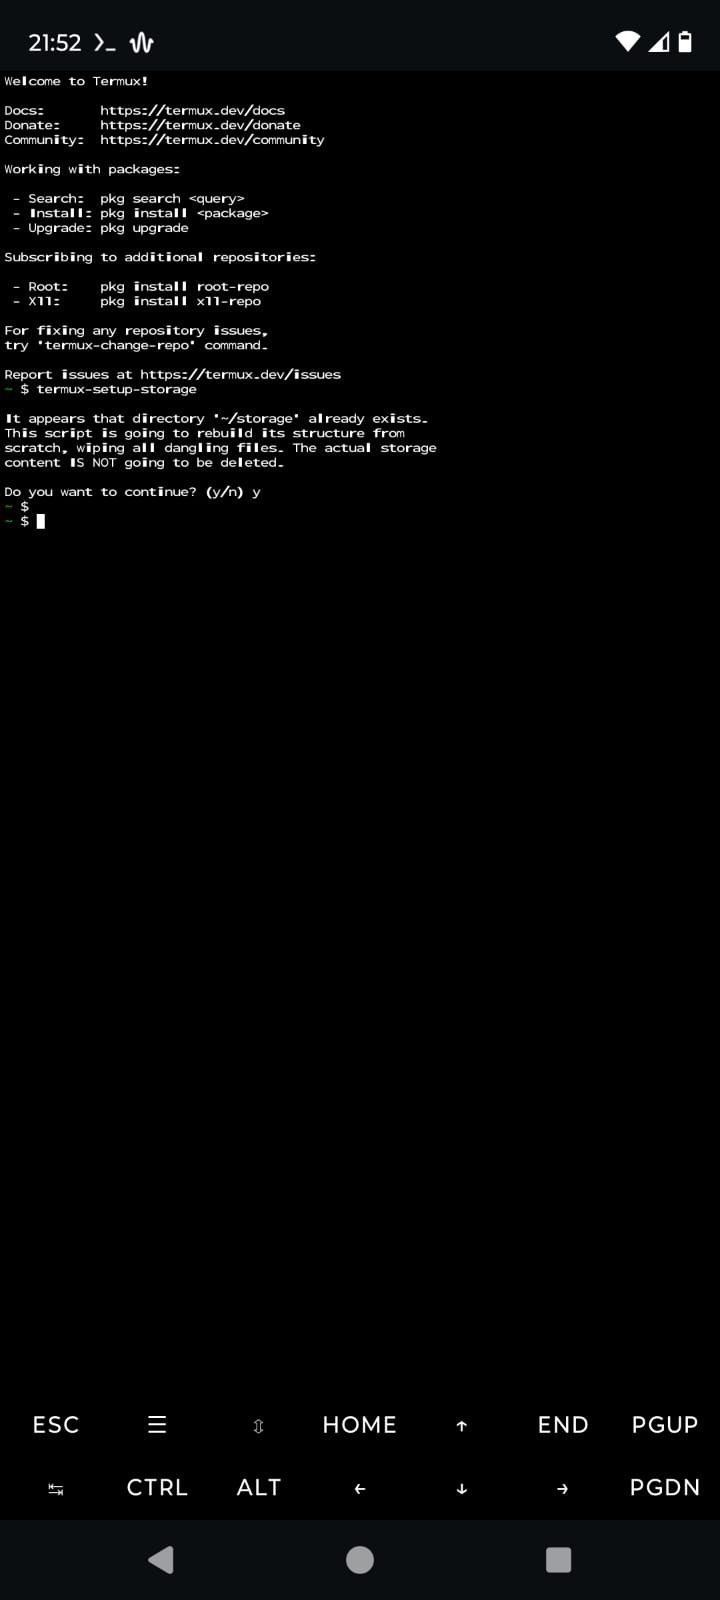 21:52
Welcome to Termux!
Docs: https://termux.dev/docs
Donate: https://termux.dev/donate
Community: https://termux.dev/community
Working with packages:
- Search: pkg search <query>
- Install: pkg install <package>
- Upgrade: pkg upgrade
Subscribing to additional repositories:
- Root: pkg install root-repo
- X11: pkg install x11-repo
For fixing any repository issues,
try 'termux-change-repo' command.
Report issues at https://termux.dev/issues
~ $ termux-setup-storage
It appears that directory '~/storage' already exists.
This script is going to rebuild its structure from
scratch, wiping all dangling files. The actual storage
content IS NOT going to be deleted.
Do you want to continue? (y/n) y
~ $
~ $
ESC ☰ ⇳ HOME ↑ END PGUP
↹ CTRL ALT ← ↓ → PGDN